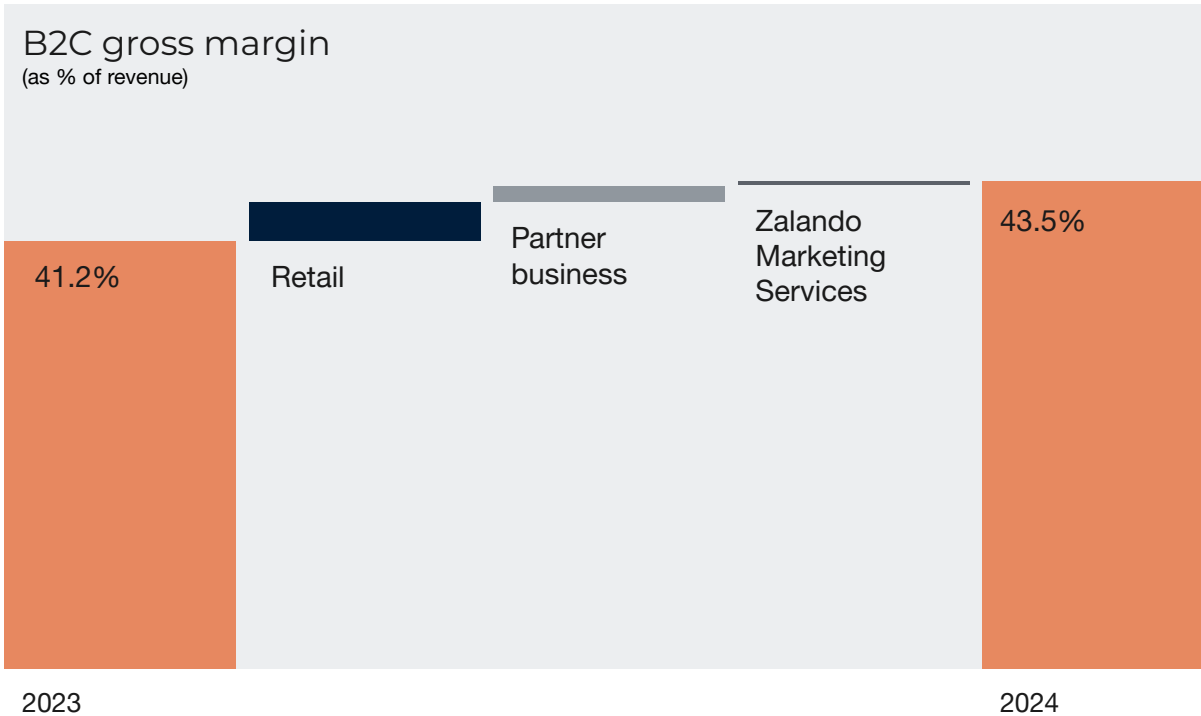 B2C gross margin
(as % of revenue)
41.2%
Retail
Partner
business
Zalando
Marketing
Services
43.5%
2023
2024